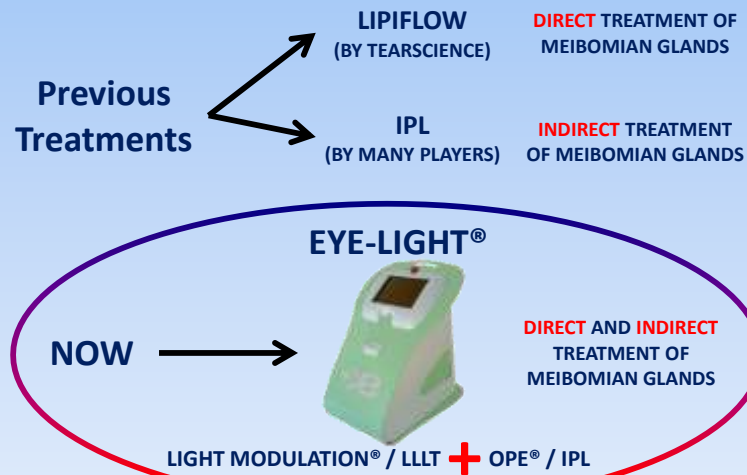 LIPIFLOW
(BY TEARSCIENCE)
DIRECT TREATMENT OF
MEIBOMIAN GLANDS
Previous
Treatments
IPL
(BY MANY PLAYERS)
INDIRECT TREATMENT
OF MEIBOMIAN GLANDS
EYE-LIGHT®
NOW
DIRECT AND INDIRECT
TREATMENT OF
MEIBOMIAN GLANDS
LIGHT MODULATION® / LLLT + OPE® / IPL